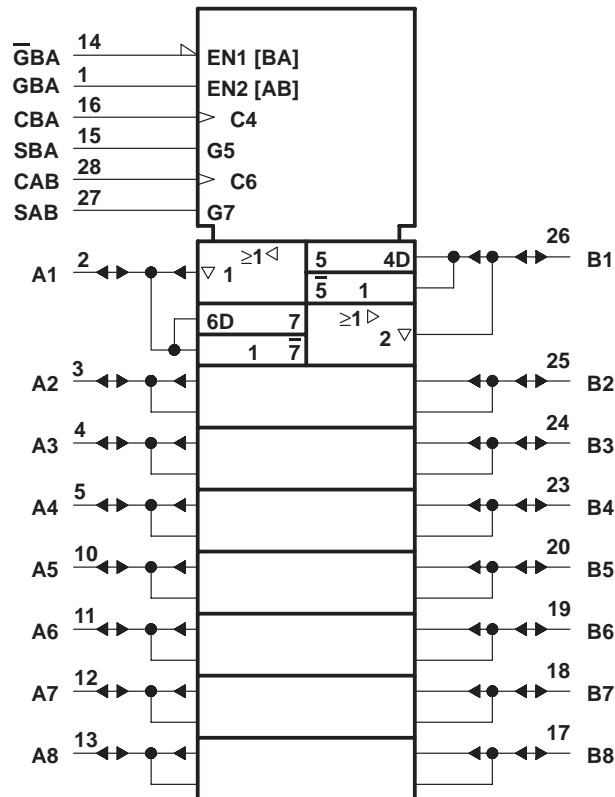 G̅BA 14 EN1 [BA]
GBA 1 EN2 [AB]
CBA 16 C4
SBA 15 G5
CAB 28 C6
SAB 27 G7
A1 2 ▽ 1 ≥1 ◁ 5 4D 26 B1
5̅ 1
6D 7 ≥1 ▷
2 ▽
1 7̅
A2 3 25 B2
A3 4 24 B3
A4 5 23 B4
A5 10 20 B5
A6 11 19 B6
A7 12 18 B7
A8 13 17 B8